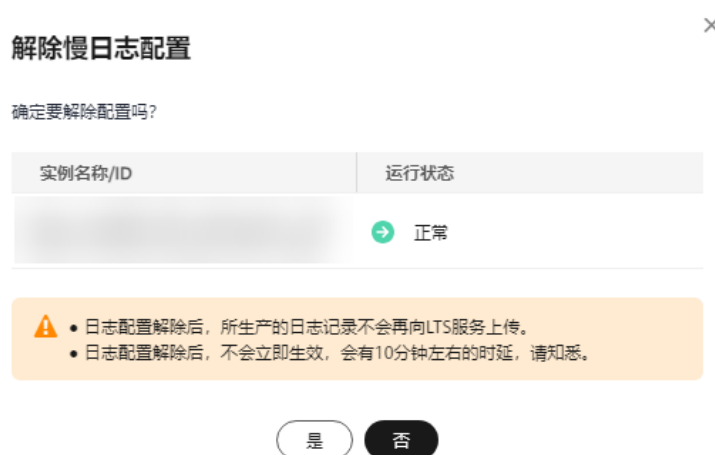 解除慢日志配置
确定要解除配置吗?
实例名称/ID 运行状态
正常
• 日志配置解除后，所生产的日志记录不会再向LTS服务上传。
• 日志配置解除后，不会立即生效，会有10分钟左右的时延，请知悉。
是 否